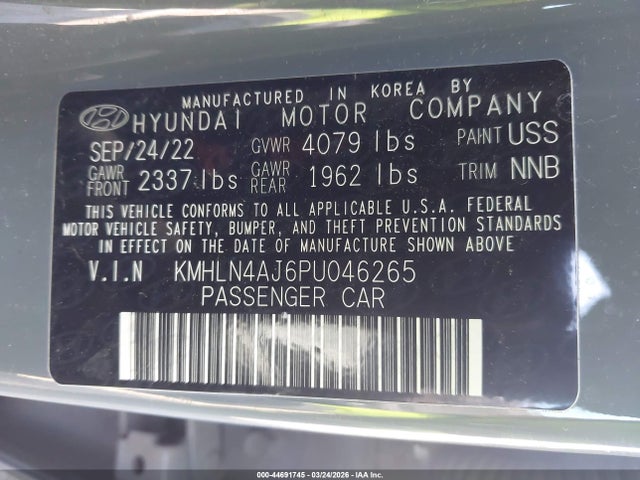 MANUFACTURED IN KOREA BY
HYUNDAI MOTOR COMPANY
SEP/24/22 GVWR 4079 lbs PAINT USS
GAWR FRONT 2337 lbs GAWR REAR 1962 lbs TRIM NNB
THIS VEHICLE CONFORMS TO ALL APPLICABLE U.S.A. FEDERAL
MOTOR VEHICLE SAFETY, BUMPER, AND THEFT PREVENTION STANDARDS
IN EFFECT ON THE DATE OF MANUFACTURE SHOWN ABOVE
V.I.N KMHLN4AJ6PU046265
PASSENGER CAR
000-44691745 - 03/24/2026 - IAA Inc.